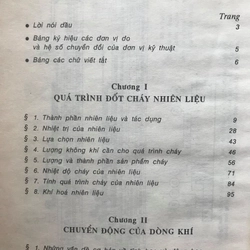 Trang
• Lời nói đầu 3
• Bảng ký hiệu các đơn vị đo
và hệ số chuyển đổi của đơn vị kỹ thuật 5
• Bảng các chữ viết tắt 6
Chương I
QUÁ TRÌNH ĐỐT CHÁY NHIÊN LIỆU
§ 1. Thành phần nhiên liệu và tác dụng 9
§ 2. Nhiệt trị của nhiên liệu 28
§ 3. Lựa chọn nhiên liệu 43
§ 4. Lượng không khí cần cho quá trình cháy 46
§ 5. Lượng và thành phần sản phẩm cháy 56
§ 6. Nhiệt độ cháy của nhiên liệu 71
§ 7. Tính quá trình cháy của nhiên liệu 84
§ 8. Khí hoá nhiên liệu 95
Chương II
CHUYỂN ĐỘNG CỦA DÒNG KHÍ